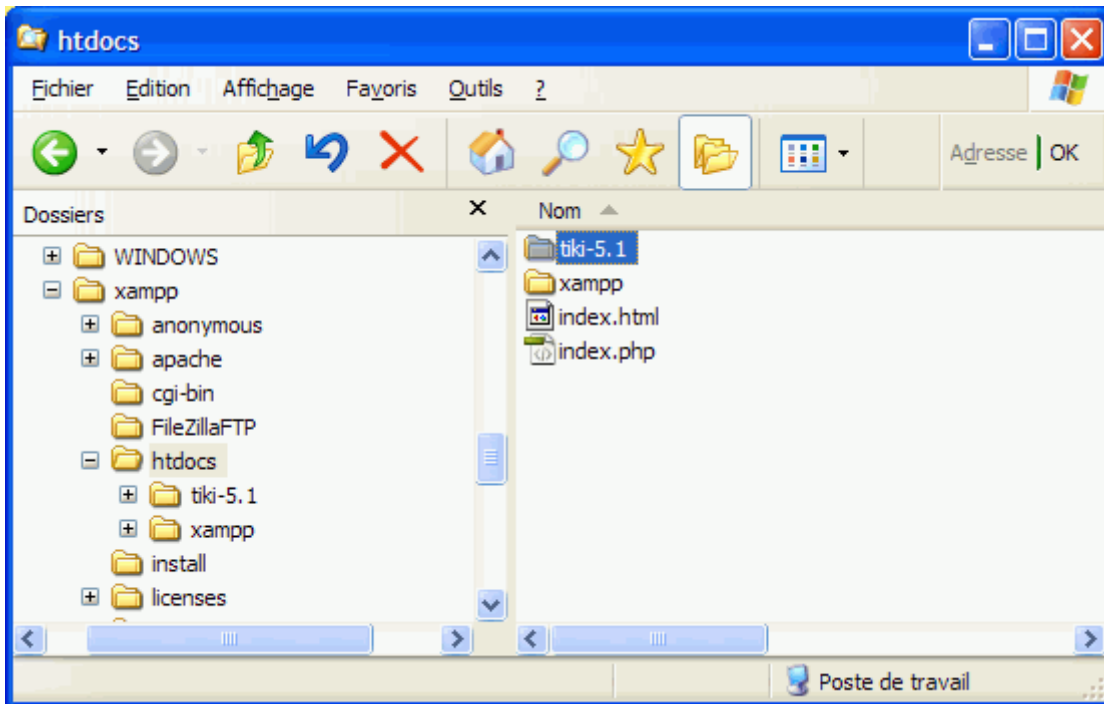 htdocs
Fichier Edition Affichage Favoris Outils ?
Adresse OK
Dossiers
WINDOWS
xampp
anonymous
apache
cgi-bin
FileZillaFTP
htdocs
tiki-5.1
xampp
install
licenses
Nom
tiki-5.1
xampp
index.html
index.php
Poste de travail